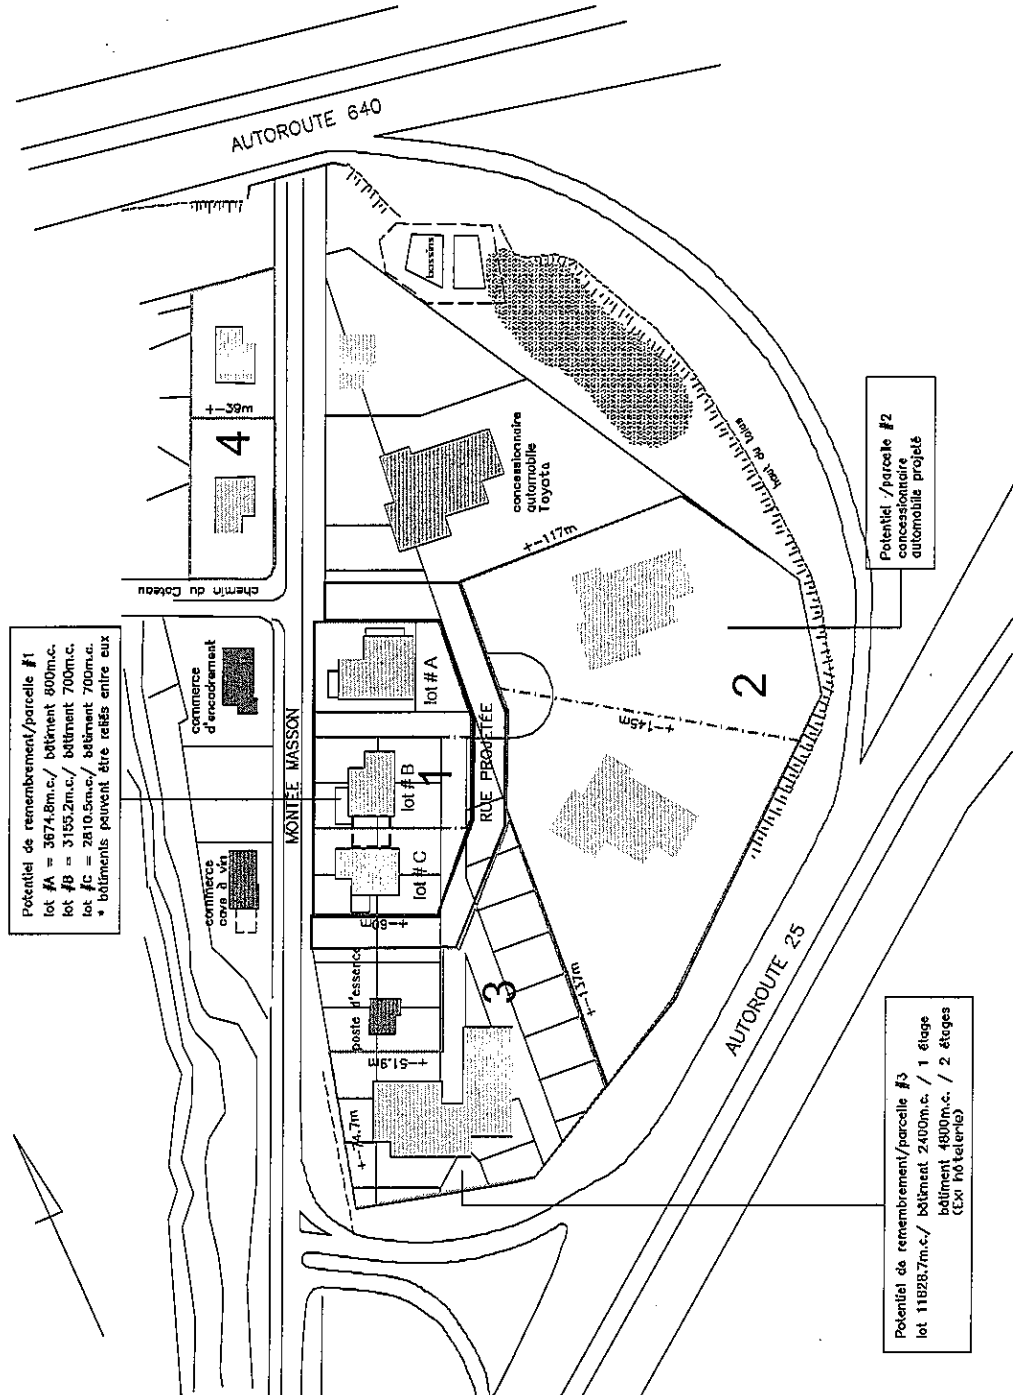 AUTOROUTE 640
Potentiel de remembrement/parcelle #1
lot #A = 3674.8m.c./ bâtiment 800m.c.
lot #B = 3155.2m.c./ bâtiment 700m.c.
lot #C = 2810.5m.c./ bâtiment 700m.c.
* bâtiments peuvent être reliés entre eux
+-39m
4
chemin du Coteau
commerce
d'encadrement
commerce
cave à vin
MONTÉE MASSON
bassins
concessionnaire
automobile
Toyota
haut du talus
+-117m
Potentiel /parcelle #2
concessionnaire
automobile projeté
lot # A
lot # B
lot # C
1
RUE PROJETÉE
2
+-145m
+-60m
poste d'essence
3
+-137m
+-51.9m
+-74.7m
AUTOROUTE 25
Potentiel de remembrement/parcelle #3
lot 11828.7m.c./ bâtiment 2400m.c. / 1 étage
bâtiment 4800m.c. / 2 étages
(Ex: hôtelerie)